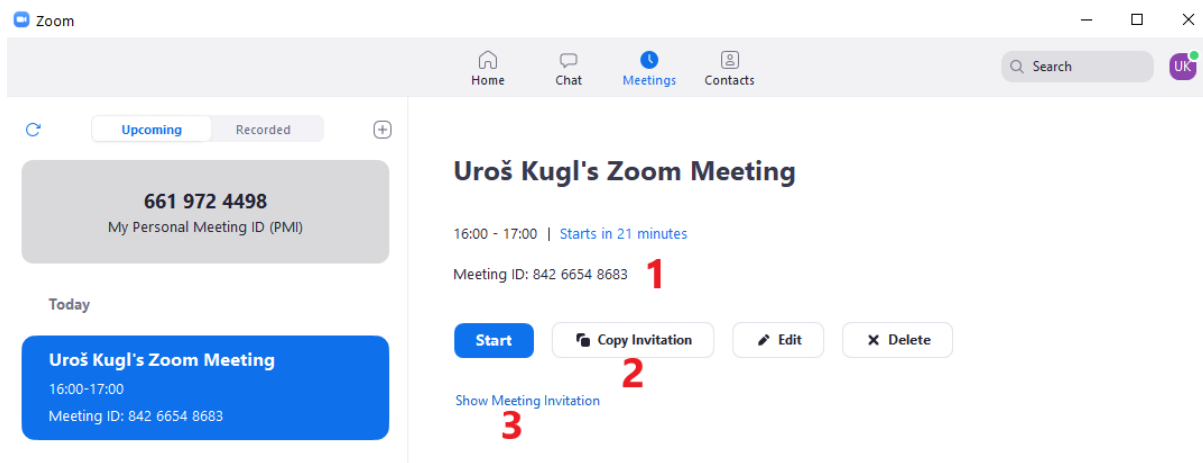 Zoom
Home Chat Meetings Contacts
Search
UK
Upcoming Recorded
661 972 4498
My Personal Meeting ID (PMI)
Today
Uroš Kugl's Zoom Meeting
16:00-17:00
Meeting ID: 842 6654 8683
Uroš Kugl's Zoom Meeting
16:00 - 17:00 | Starts in 21 minutes
Meeting ID: 842 6654 8683 1
Start Copy Invitation Edit Delete
2
Show Meeting Invitation
3